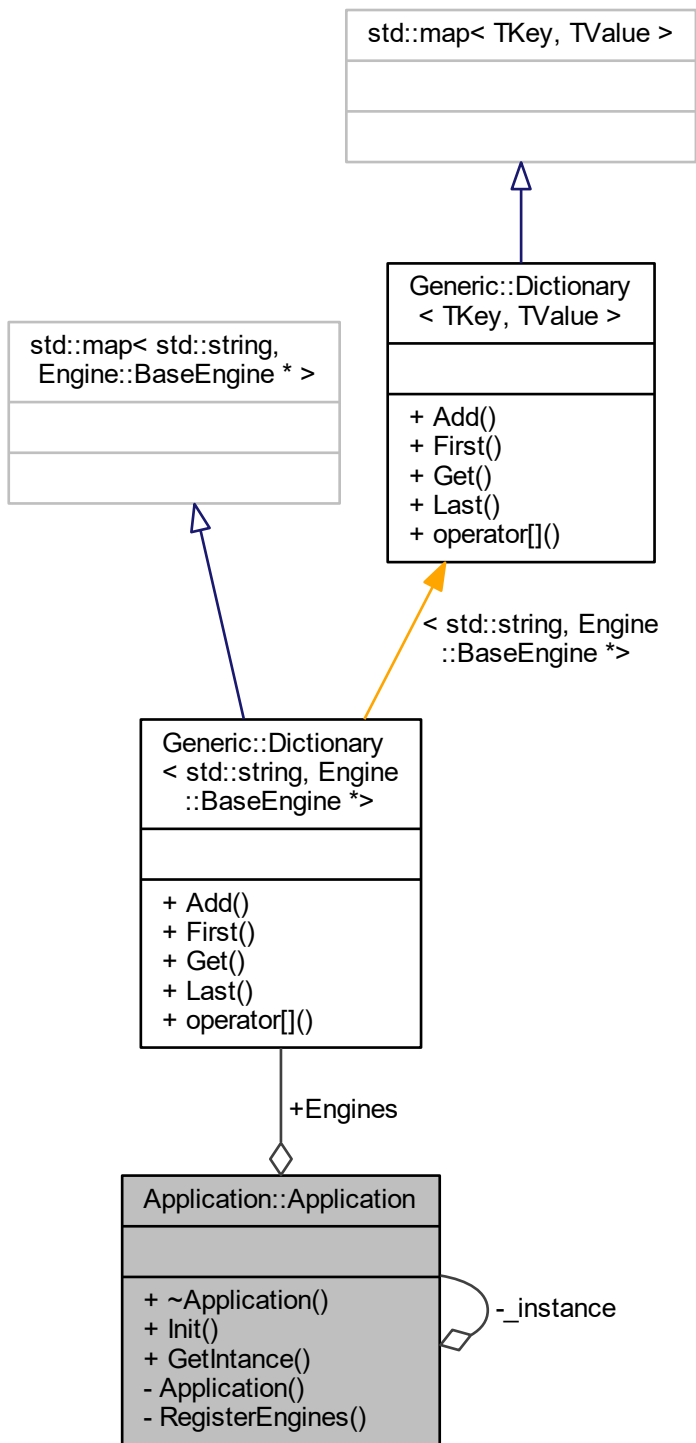 std::map< TKey, TValue >
Generic::Dictionary
< TKey, TValue >
+ Add()
+ First()
+ Get()
+ Last()
+ operator[]()
std::map< std::string,
Engine::BaseEngine * >
< std::string, Engine
::BaseEngine *>
Generic::Dictionary
< std::string, Engine
::BaseEngine *>
+ Add()
+ First()
+ Get()
+ Last()
+ operator[]()
+Engines
Application::Application
+ ~Application()
+ Init()
+ GetIntance()
- Application()
- RegisterEngines()
-_instance